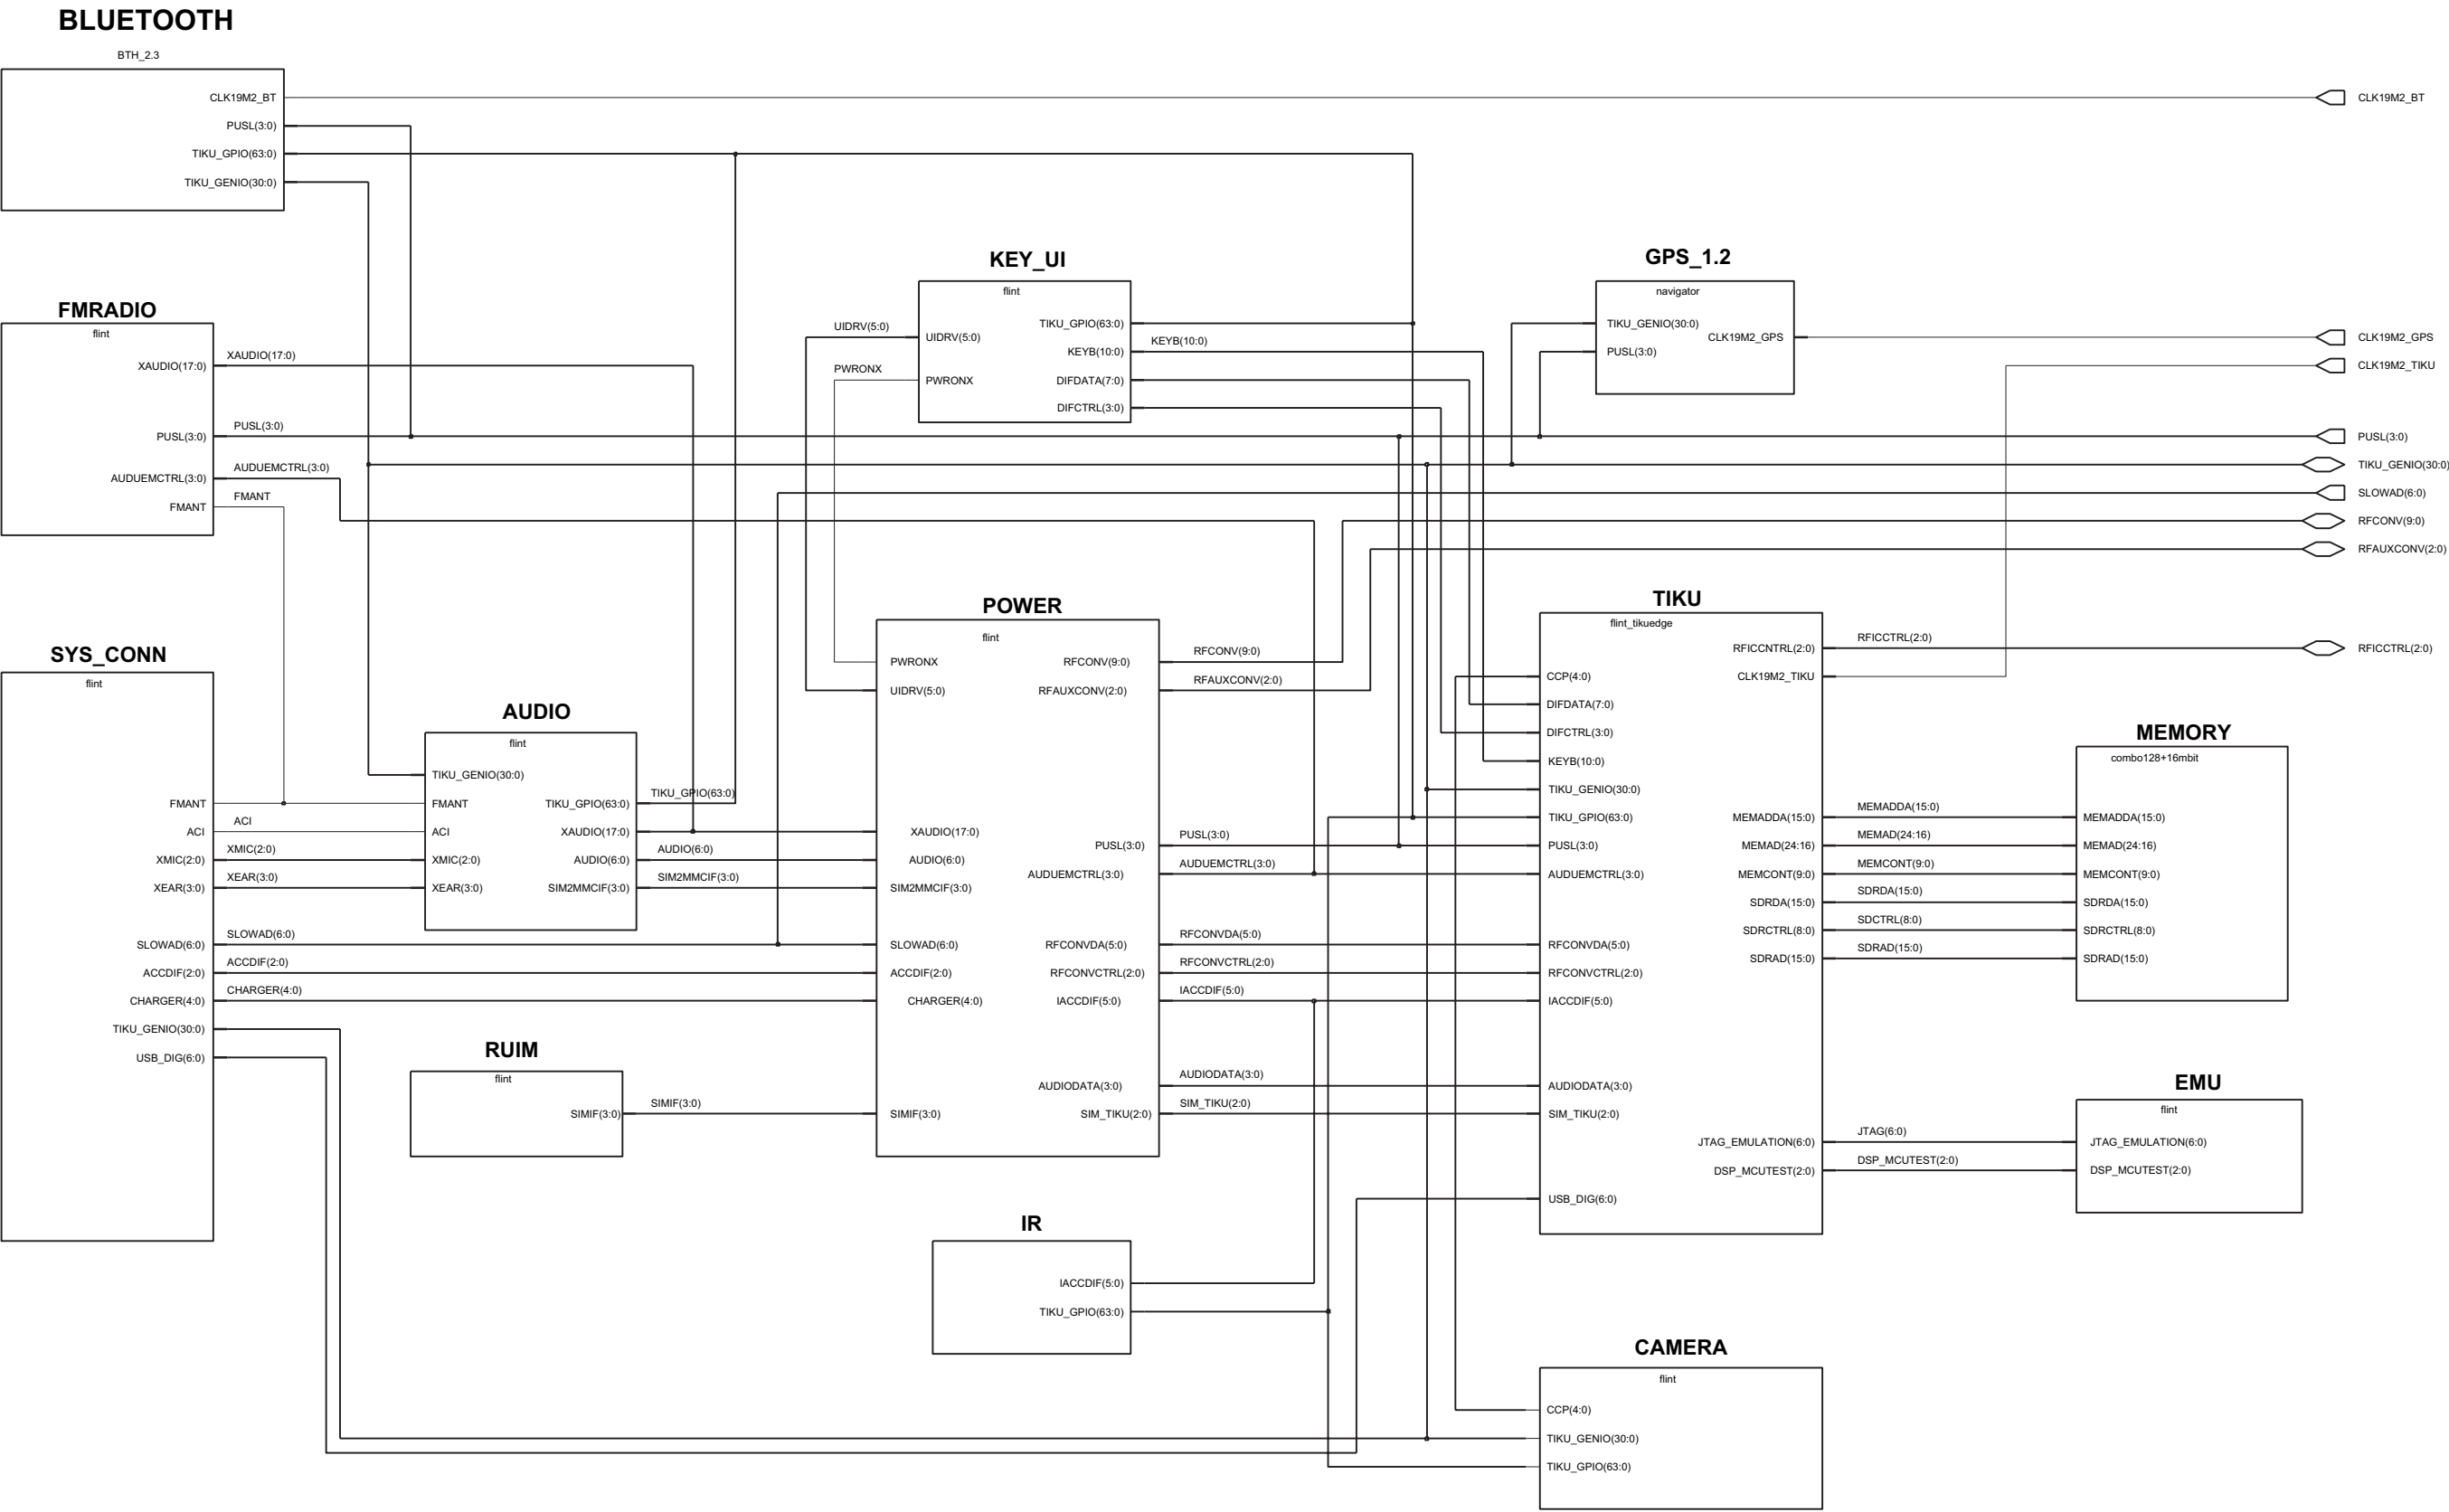 BLUETOOTH
BTH_2.3
CLK19M2_BT
PUSL(3:0)
TIKU_GPIO(63:0)
TIKU_GENIO(30:0)
CLK19M2_BT
FMRADIO
flint
XAUDIO(17:0)
XAUDIO(17:0)
PUSL(3:0)
PUSL(3:0)
AUDUEMCTRL(3:0)
AUDUEMCTRL(3:0)
FMANT
FMANT
KEY_UI
flint
UIDRV(5:0)
UIDRV(5:0)
PWRONX
PWRONX
TIKU_GPIO(63:0)
KEYB(10:0)
KEYB(10:0)
DIFDATA(7:0)
DIFCTRL(3:0)
GPS_1.2
navigator
TIKU_GENIO(30:0)
CLK19M2_GPS
PUSL(3:0)
CLK19M2_GPS
CLK19M2_TIKU
PUSL(3:0)
TIKU_GENIO(30:0)
SLOWAD(6:0)
RFCONV(9:0)
RFAUXCONV(2:0)
RFICCTRL(2:0)
SYS_CONN
flint
FMANT
ACI
ACI
XMIC(2:0)
XMIC(2:0)
XEAR(3:0)
XEAR(3:0)
SLOWAD(6:0)
SLOWAD(6:0)
ACCDIF(2:0)
ACCDIF(2:0)
CHARGER(4:0)
CHARGER(4:0)
TIKU_GENIO(30:0)
USB_DIG(6:0)
AUDIO
flint
TIKU_GENIO(30:0)
FMANT
ACI
XMIC(2:0)
XEAR(3:0)
TIKU_GPIO(63:0)
TIKU_GPIO(63:0)
XAUDIO(17:0)
AUDIO(6:0)
AUDIO(6:0)
SIM2MMCIF(3:0)
SIM2MMCIF(3:0)
RUIM
flint
SIMIF(3:0)
SIMIF(3:0)
POWER
flint
PWRONX
UIDRV(5:0)
XAUDIO(17:0)
AUDIO(6:0)
SIM2MMCIF(3:0)
SLOWAD(6:0)
ACCDIF(2:0)
CHARGER(4:0)
SIMIF(3:0)
RFCONV(9:0)
RFCONV(9:0)
RFAUXCONV(2:0)
RFAUXCONV(2:0)
PUSL(3:0)
PUSL(3:0)
AUDUEMCTRL(3:0)
AUDUEMCTRL(3:0)
RFCONVDA(5:0)
RFCONVDA(5:0)
RFCONVCTRL(2:0)
RFCONVCTRL(2:0)
IACCDIF(5:0)
IACCDIF(5:0)
AUDIODATA(3:0)
AUDIODATA(3:0)
SIM_TIKU(2:0)
SIM_TIKU(2:0)
TIKU
flint_tikuedge
CCP(4:0)
DIFDATA(7:0)
DIFCTRL(3:0)
KEYB(10:0)
TIKU_GENIO(30:0)
TIKU_GPIO(63:0)
PUSL(3:0)
AUDUEMCTRL(3:0)
RFCONVDA(5:0)
RFCONVCTRL(2:0)
IACCDIF(5:0)
AUDIODATA(3:0)
SIM_TIKU(2:0)
USB_DIG(6:0)
RFICCNTRL(2:0)
RFICCTRL(2:0)
CLK19M2_TIKU
MEMADDA(15:0)
MEMADDA(15:0)
MEMAD(24:16)
MEMAD(24:16)
MEMCONT(9:0)
MEMCONT(9:0)
SDRDA(15:0)
SDRDA(15:0)
SDRCTRL(8:0)
SDCTRL(8:0)
SDRAD(15:0)
SDRAD(15:0)
JTAG_EMULATION(6:0)
JTAG(6:0)
DSP_MCUTEST(2:0)
DSP_MCUTEST(2:0)
MEMORY
combo128+16mbit
MEMADDA(15:0)
MEMAD(24:16)
MEMCONT(9:0)
SDRDA(15:0)
SDRCTRL(8:0)
SDRAD(15:0)
EMU
flint
JTAG_EMULATION(6:0)
DSP_MCUTEST(2:0)
IR
IACCDIF(5:0)
TIKU_GPIO(63:0)
CAMERA
flint
CCP(4:0)
TIKU_GENIO(30:0)
TIKU_GPIO(63:0)